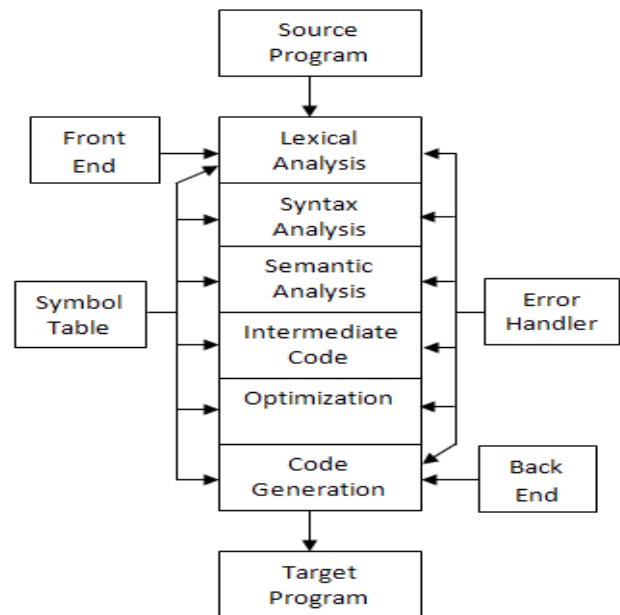 Source
Program
Front
End
Lexical
Analysis
Syntax
Analysis
Semantic
Analysis
Symbol
Table
Error
Handler
Intermediate
Code
Optimization
Code
Generation
Back
End
Target
Program